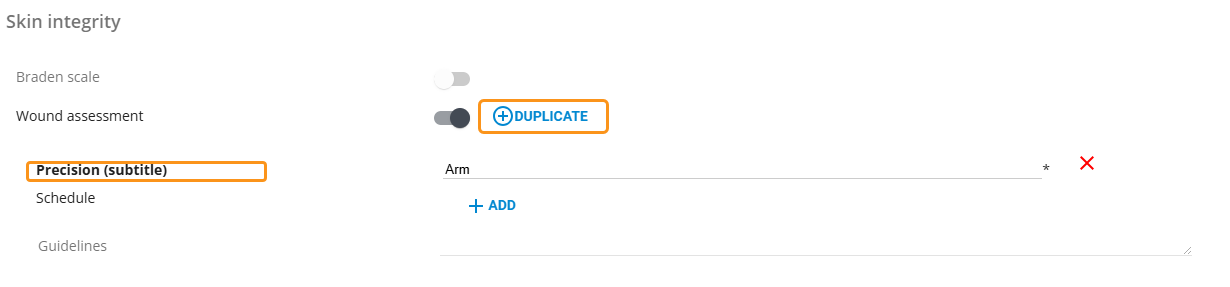 Skin integrity
Braden scale
Wound assessment DUPLICATE
Precision (subtitle) Arm *
Schedule
ADD
Guidelines